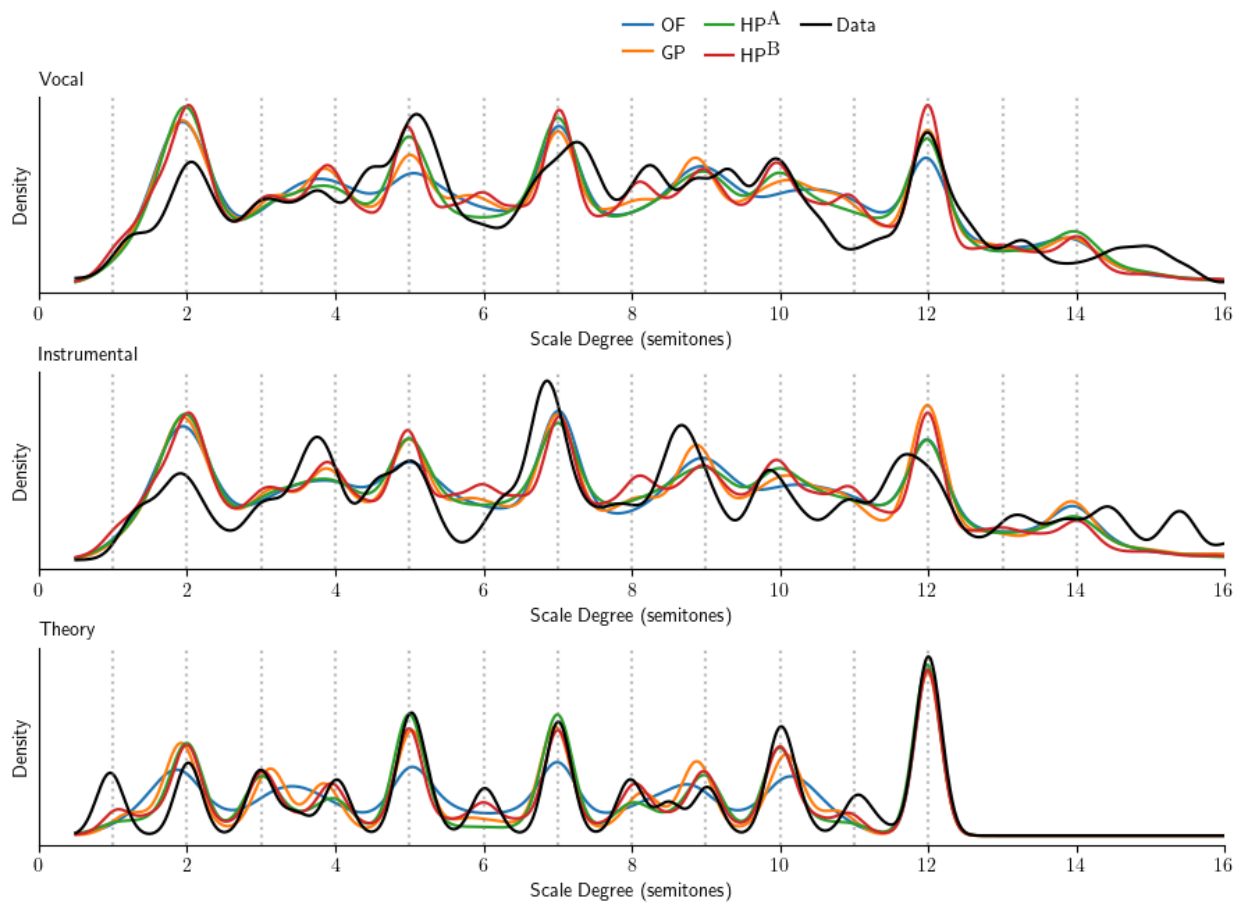 OF HP^A Data
GP HP^B
Vocal
Density
0 2 4 6 8 10 12 14 16
Scale Degree (semitones)
Instrumental
Density
0 2 4 6 8 10 12 14 16
Scale Degree (semitones)
Theory
Density
0 2 4 6 8 10 12 14 16
Scale Degree (semitones)